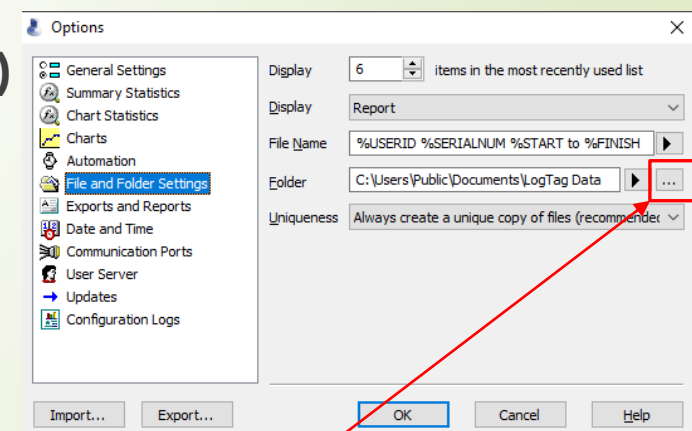 Options
)
General Settings
Summary Statistics
Chart Statistics
Charts
Automation
File and Folder Settings
Exports and Reports
Date and Time
Communication Ports
User Server
Updates
Configuration Logs
Display 6 items in the most recently used list
Display Report
File Name %USERID %SERIALNUM %START to %FINISH
Folder C:\Users\Public\Documents\LogTag Data ...
Uniqueness Always create a unique copy of files (recommended
Import... Export... OK Cancel Help